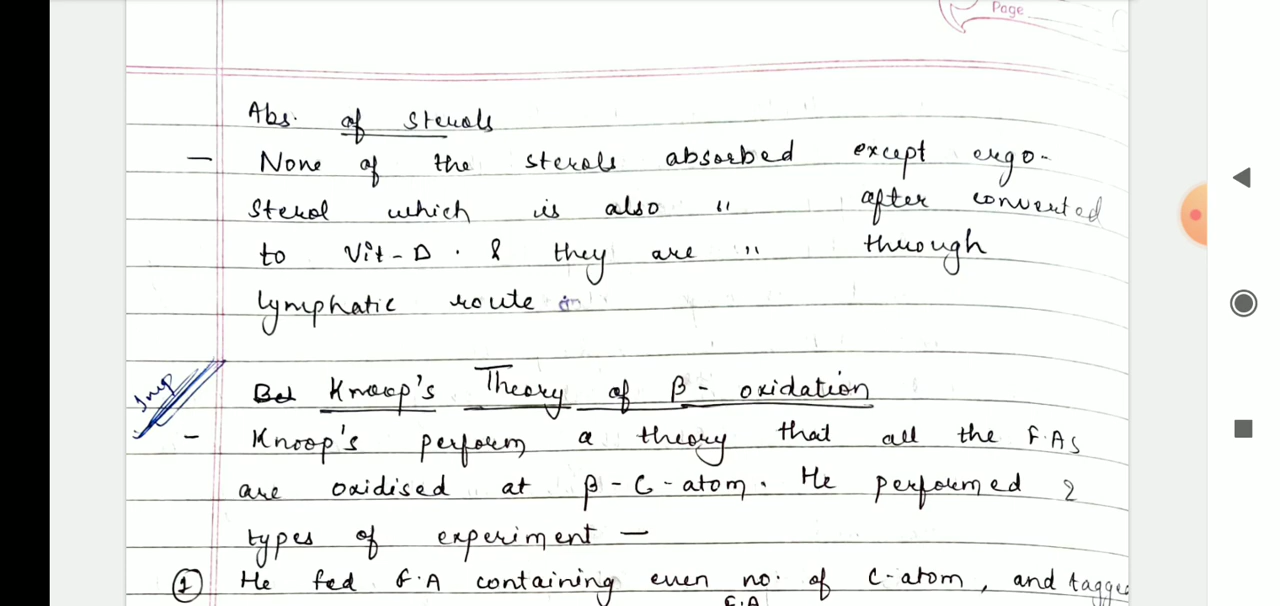 Page
Abs. of sterols
— None of the sterols absorbed except ergo-
sterol which is also " after converted
to Vit-D. & they are " through
lymphatic route
Imp
Knoop's Theory of β- oxidation
- Knoop's perform a theory that all the F.As
are oxidised at β-C-atom. He performed 2
types of experiment —
① He fed F.A containing even no. of C-atom, and tagge
F.A